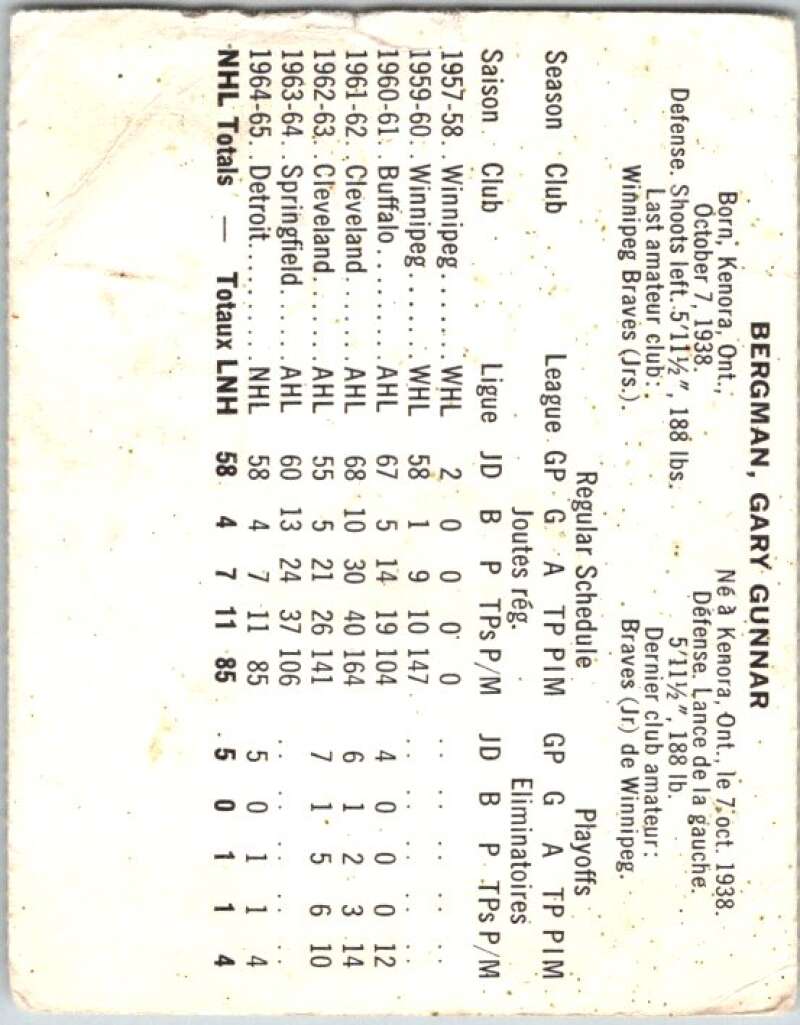 BERGMAN, GARY GUNNAR
Born, Kenora, Ont.,
October 7, 1938.
Defense. Shoots left. 5'11½", 188 lbs.
Last amateur club:
Winnipeg Braves (Jrs.).
Né à Kenora, Ont., le 7 oct. 1938.
Défense. Lance de la gauche.
5'11½", 188 lb.
Dernier club amateur:
Braves (Jr) de Winnipeg.
Regular Schedule Playoffs
Season Club League GP G A TP PIM GP G A TP PIM
Joutes rég. Eliminatoires
Saison Club Ligue JD B P TPs P/M JD B P TPs P/M
1957-58.. Winnipeg....... WHL 2 0 0 0 0 .. .. .. .. ..
1959-60.. Winnipeg....... WHL 58 1 9 10 147 .. .. .. .. ..
1960-61.. Buffalo......... AHL 67 5 14 19 104 4 0 0 0 12
1961-62.. Cleveland...... AHL 68 10 30 40 164 6 1 2 3 14
1962-63.. Cleveland...... AHL 55 5 21 26 141 7 1 5 6 10
1963-64.. Springfield..... AHL 60 13 24 37 106 .. .. .. .. ..
1964-65.. Detroit......... NHL 58 4 7 11 85 5 0 1 1 4
NHL Totals — Totaux LNH 58 4 7 11 85 5 0 1 1 4